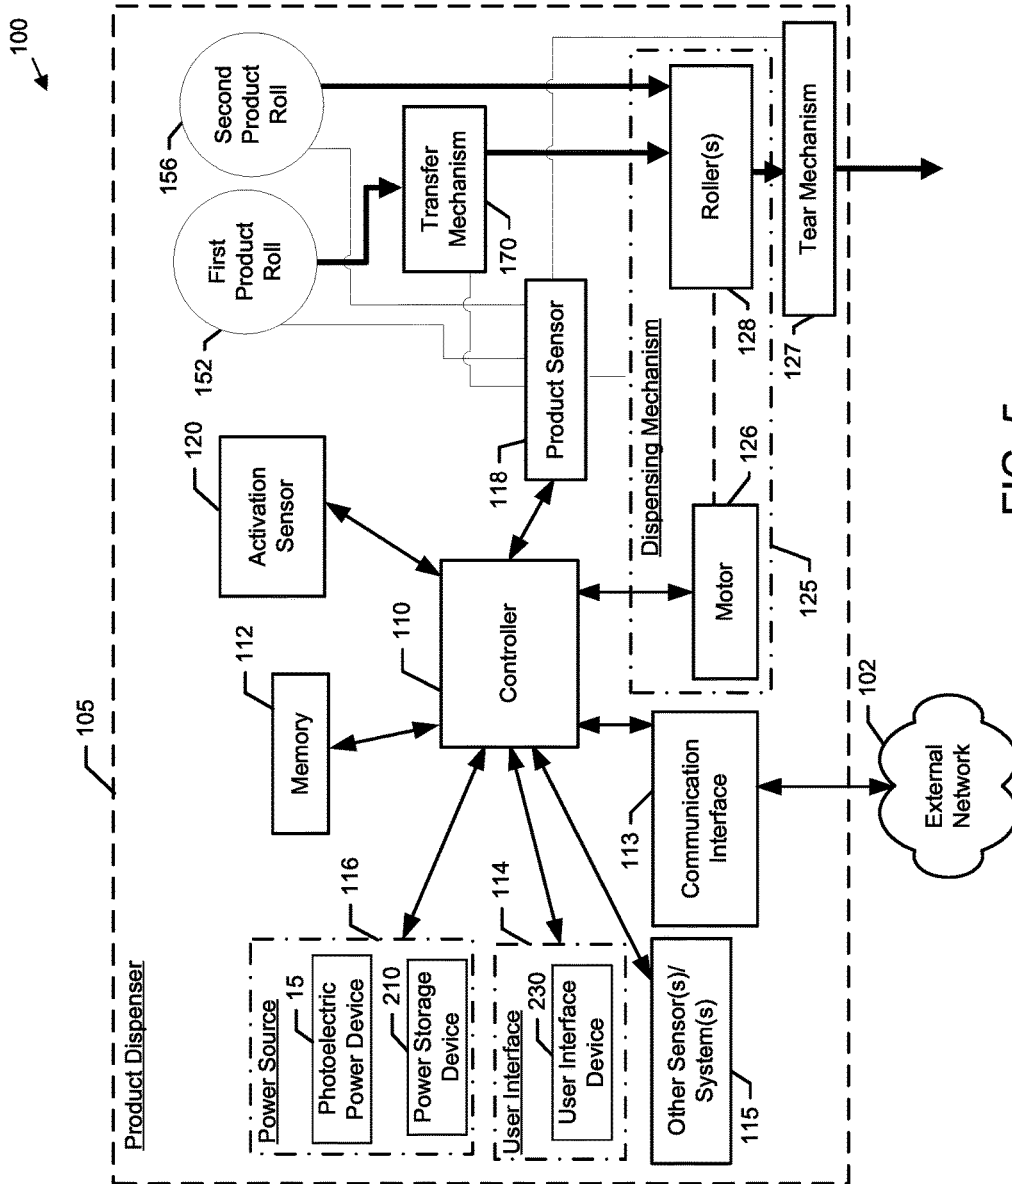 100
105
Product Dispenser
156
Second
Product
Roll
152
First
Product
Roll
120
Activation
Sensor
112
Memory
116
Power Source
15
Photoelectric
Power Device
210
Power Storage
Device
110
Controller
Transfer
Mechanism
170
114
User Interface
230
User Interface
Device
118
Product Sensor
113
Communication
Interface
Other Sensor(s)/
System(s)
115
Dispensing Mechanism
126
Motor
125
Roller(s)
128
127
Tear Mechanism
102
External
Network